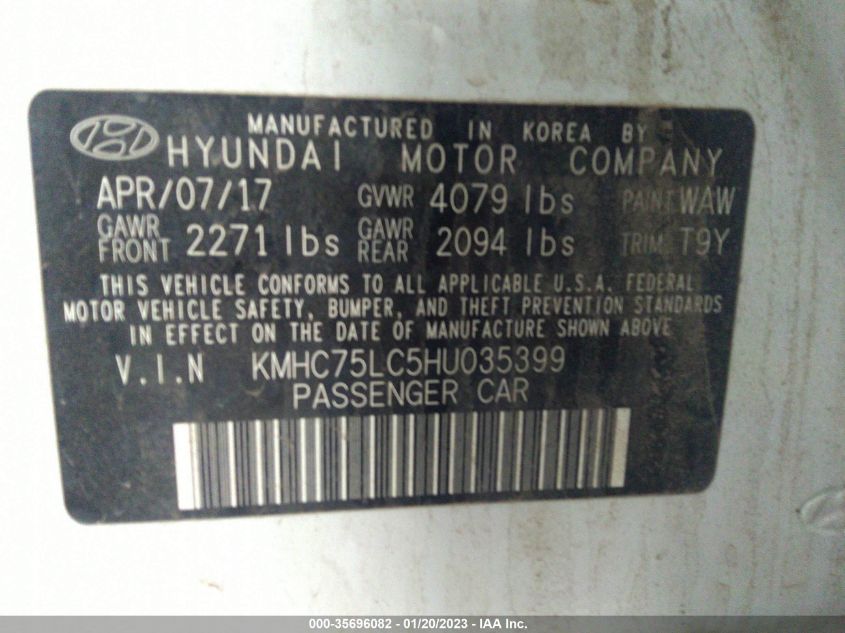 MANUFACTURED IN KOREA BY
HYUNDAI MOTOR COMPANY
APR/07/17 GVWR 4079 lbs PAINT WAW
GAWR FRONT 2271 lbs GAWR REAR 2094 lbs TRIM T9Y
THIS VEHICLE CONFORMS TO ALL APPLICABLE U.S.A. FEDERAL
MOTOR VEHICLE SAFETY, BUMPER, AND THEFT PREVENTION STANDARDS
IN EFFECT ON THE DATE OF MANUFACTURE SHOWN ABOVE
V.I.N KMHC75LC5HU035399
PASSENGER CAR
000-35696082 - 01/20/2023 - IAA Inc.